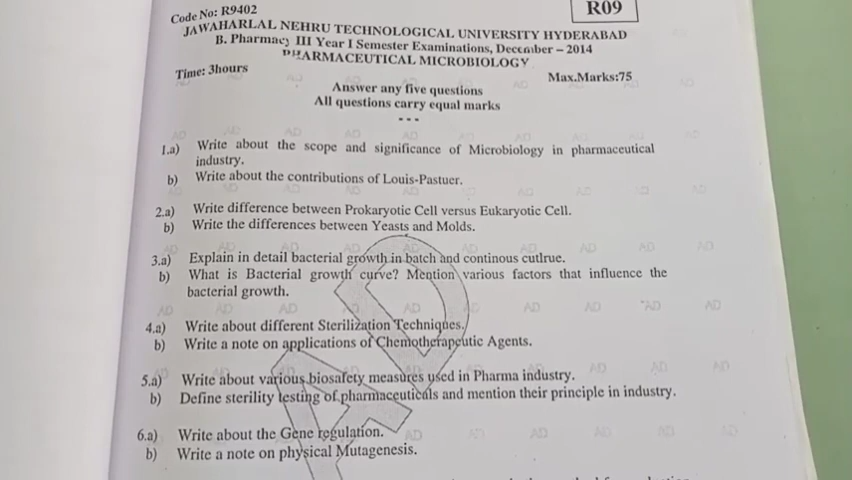 Code No: R9402
R09
JAWAHARLAL NEHRU TECHNOLOGICAL UNIVERSITY HYDERABAD
B. Pharmacy III Year I Semester Examinations, December – 2014
PHARMACEUTICAL MICROBIOLOGY
Time: 3hours Max.Marks:75
Answer any five questions
All questions carry equal marks
- - -
1.a) Write about the scope and significance of Microbiology in pharmaceutical
industry.
b) Write about the contributions of Louis-Pastuer.
2.a) Write difference between Prokaryotic Cell versus Eukaryotic Cell.
b) Write the differences between Yeasts and Molds.
3.a) Explain in detail bacterial growth in batch and continous cutlrue.
b) What is Bacterial growth curve? Mention various factors that influence the
bacterial growth.
4.a) Write about different Sterilization Techniques.
b) Write a note on applications of Chemotherapeutic Agents.
5.a) Write about various biosafety measures used in Pharma industry.
b) Define sterility testing of pharmaceuticals and mention their principle in industry.
6.a) Write about the Gene regulation.
b) Write a note on physical Mutagenesis.